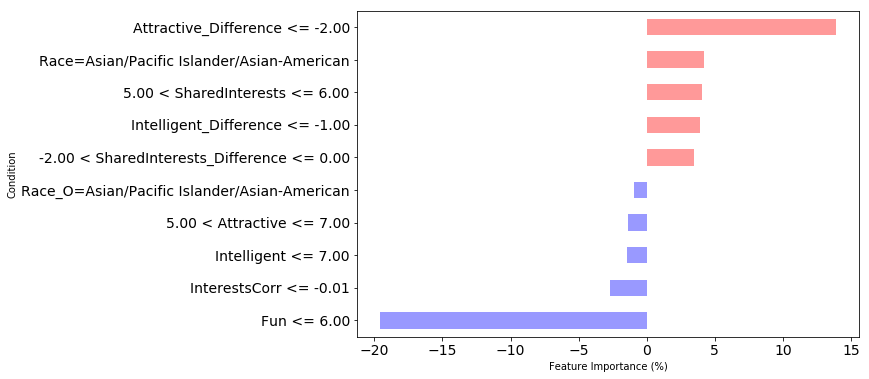 Attractive_Difference <= -2.00
Race=Asian/Pacific Islander/Asian-American
5.00 < SharedInterests <= 6.00
Intelligent_Difference <= -1.00
-2.00 < SharedInterests_Difference <= 0.00
Race_O=Asian/Pacific Islander/Asian-American
5.00 < Attractive <= 7.00
Intelligent <= 7.00
InterestsCorr <= -0.01
Fun <= 6.00
Condition
−20 −15 −10 −5 0 5 10 15
Feature Importance (%)